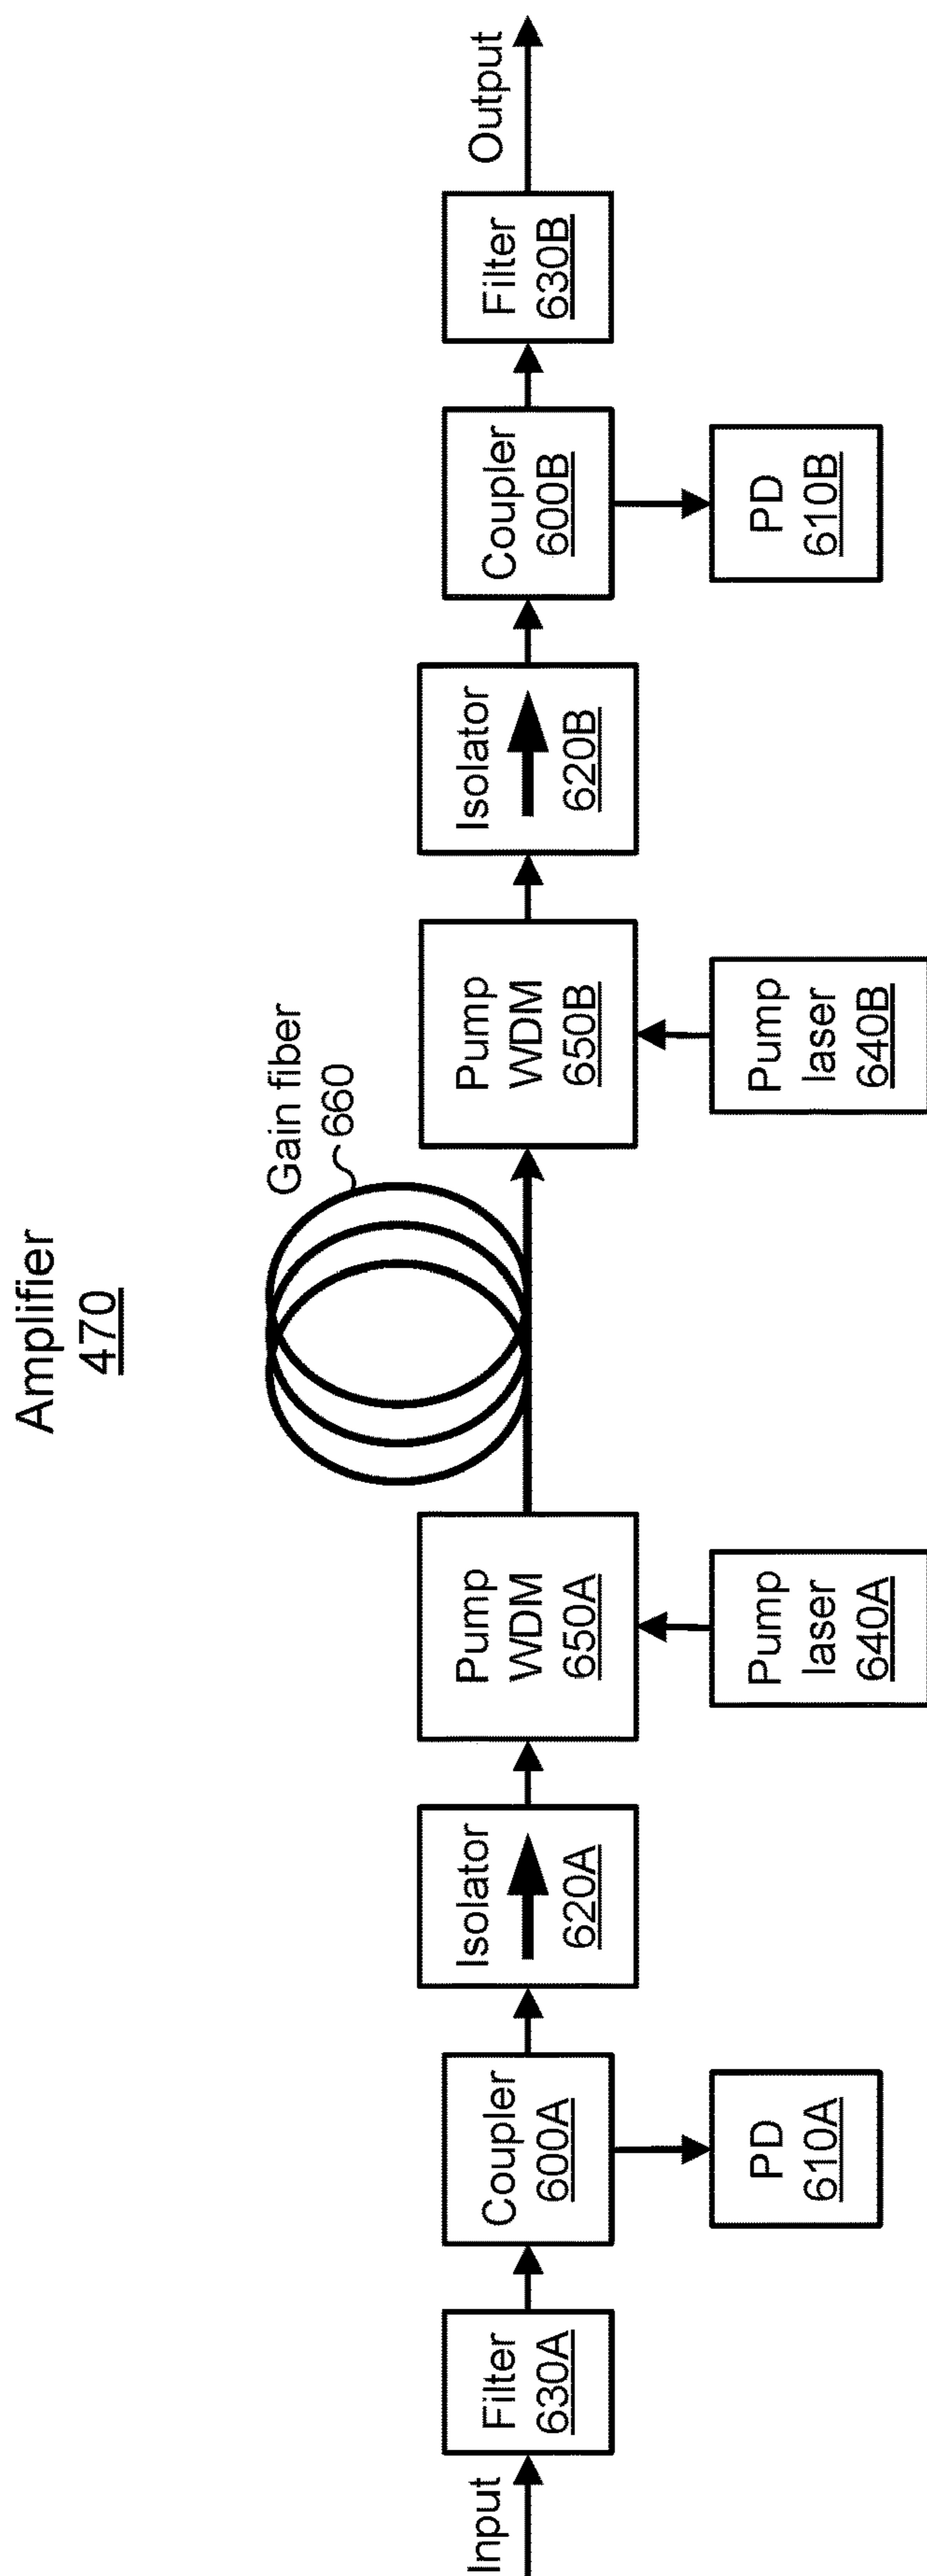 Amplifier
470
Gain fiber
660
Input
Filter
630A
Coupler
600A
Isolator
620A
Pump
WDM
650A
Pump
WDM
650B
Isolator
620B
Coupler
600B
Filter
630B
Output
PD
610A
Pump
laser
640A
Pump
laser
640B
PD
610B